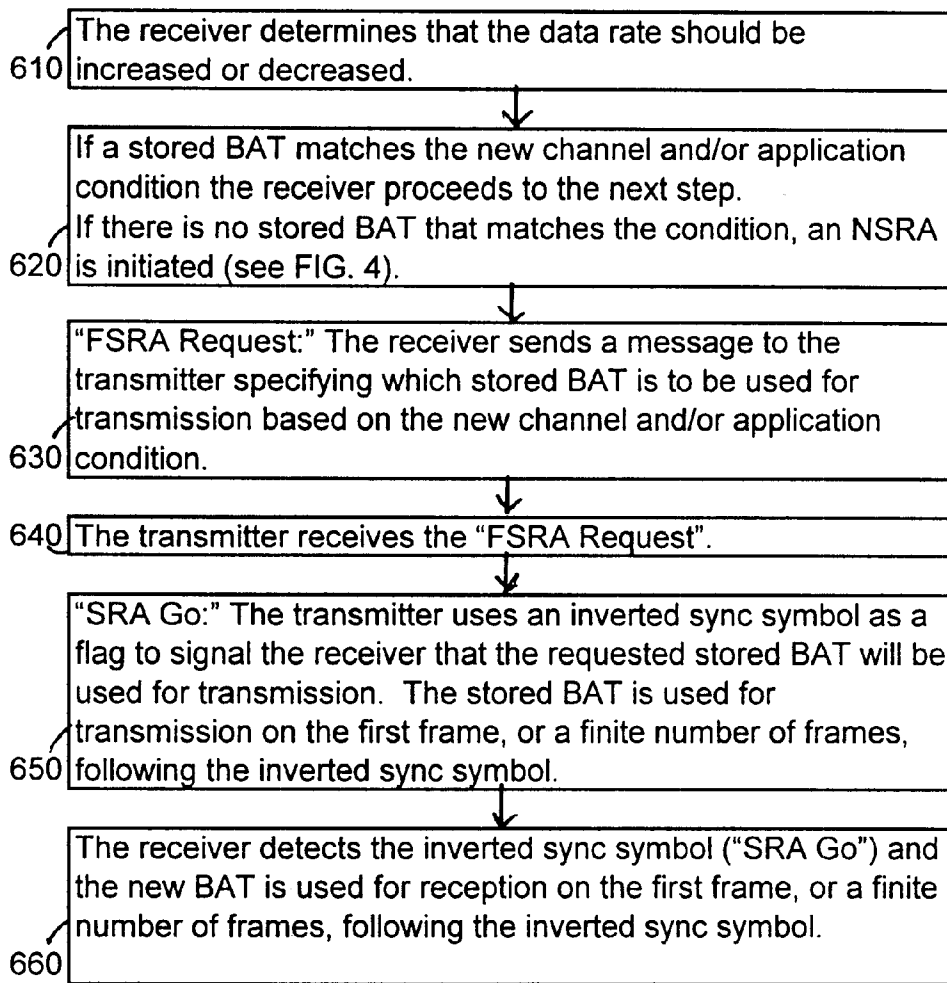 The receiver determines that the data rate should be
610 increased or decreased.
If a stored BAT matches the new channel and/or application
condition the receiver proceeds to the next step.
If there is no stored BAT that matches the condition, an NSRA
620 is initiated (see FIG. 4).
“FSRA Request:” The receiver sends a message to the
transmitter specifying which stored BAT is to be used for
transmission based on the new channel and/or application
630 condition.
640 The transmitter receives the “FSRA Request”.
“SRA Go:” The transmitter uses an inverted sync symbol as a
flag to signal the receiver that the requested stored BAT will be
used for transmission. The stored BAT is used for
transmission on the first frame, or a finite number of frames,
650 following the inverted sync symbol.
The receiver detects the inverted sync symbol (“SRA Go”) and
the new BAT is used for reception on the first frame, or a finite
number of frames, following the inverted sync symbol.
660